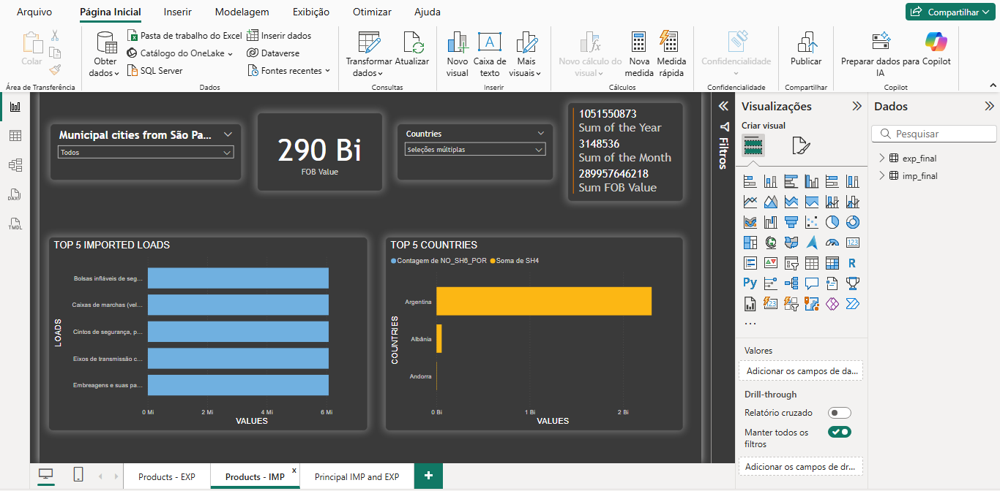 Arquivo
Página Inicial
Inserir
Modelagem
Exibição
Otimizar
Ajuda
Compartilhar
Colar
Área de Transferência
Obter dados
Pasta de trabalho do Excel
Catálogo do OneLake
SQL Server
Inserir dados
Dataverse
Fontes recentes
Dados
Transformar dados
Atualizar
Consultas
Novo visual
Caixa de texto
Mais visuais
Inserir
Novo cálculo do visual
Nova medida
Medida rápida
Cálculos
Confidencialidade
Confidencialidade
Publicar
Compartilhar
Preparar dados para IA
Copilot
Copilot
DAX
TMDL
Municipal cities from São Pa...
Todos
290 Bi
FOB Value
Countries
Seleções múltiplas
1051550873
Sum of the Year
3148536
Sum of the Month
289957646218
Sum FOB Value
TOP 5 IMPORTED LOADS
LOADS
Bolsas infláveis de seg...
Caixas de marchas (vel...
Cintos de segurança, p...
Eixos de transmissão c...
Embreagens e suas pa...
0 Mi 2 Mi 4 Mi 6 Mi
VALUES
TOP 5 COUNTRIES
Contagem de NO_SH6_POR Soma de SH4
COUNTRIES
Argentina
Albânia
Andorra
0 Bi 1 Bi 2 Bi
VALUES
Filtros
Visualizações
Criar visual
123
R
Py
123
...
Valores
Adicionar os campos de da...
Drill-through
Relatório cruzado
Manter todos os filtros
Adicionar os campos de dr...
Dados
Pesquisar
exp_final
imp_final
Products - EXP
Products - IMP
x
Principal IMP and EXP
+